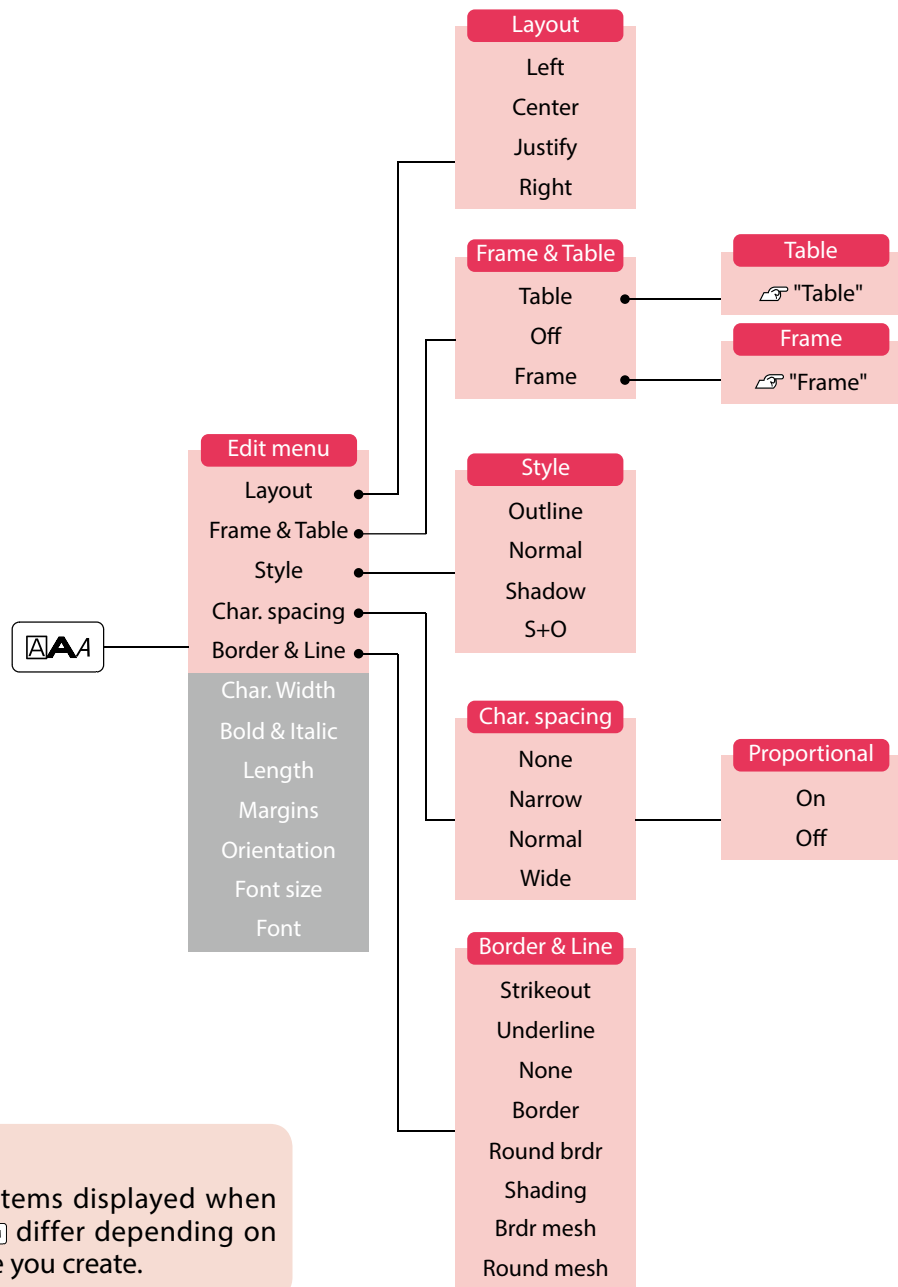 Layout
Left
Center
Justify
Right
Frame & Table
Table
Off
Frame
Table
"Table"
Frame
"Frame"
Edit menu
Layout
Frame & Table
Style
Char. spacing
Border & Line
Char. Width
Bold & Italic
Length
Margins
Orientation
Font size
Font
AAA
Style
Outline
Normal
Shadow
S+O
Char. spacing
None
Narrow
Normal
Wide
Proportional
On
Off
Border & Line
Strikeout
Underline
None
Border
Round brdr
Shading
Brdr mesh
Round mesh
displayed when
differ depending on
you create.